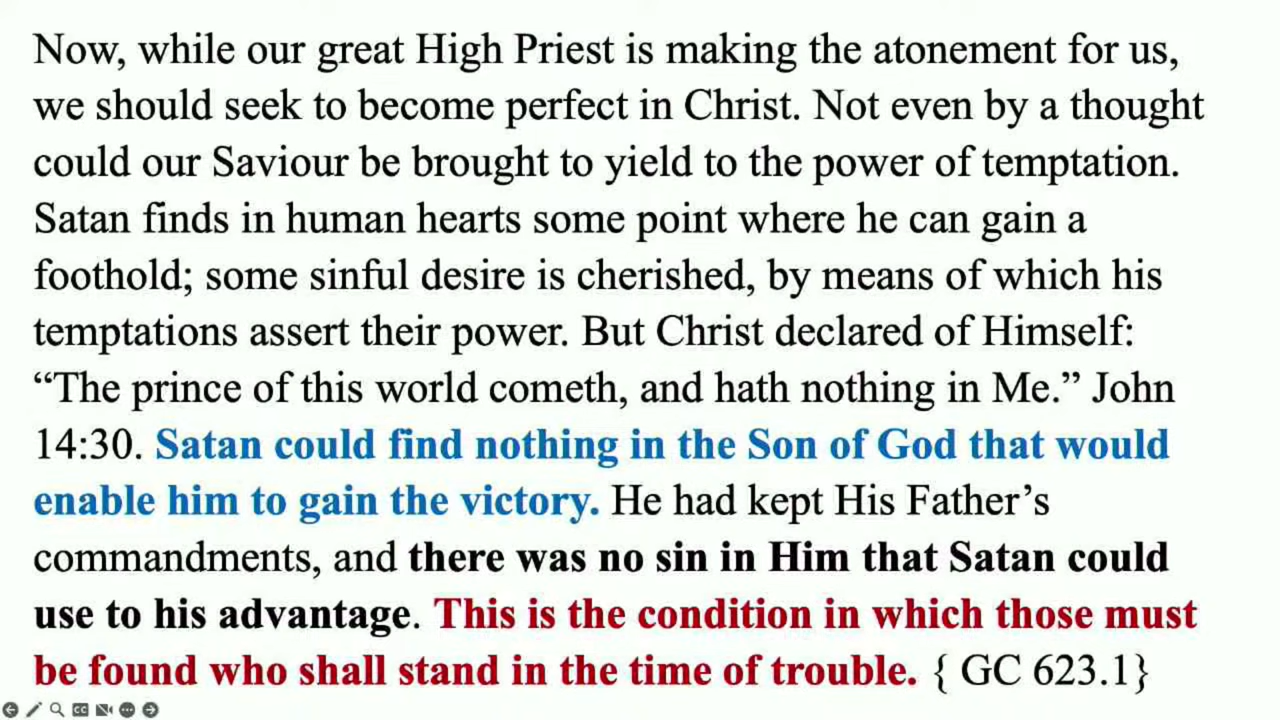 Now, while our great High Priest is making the atonement for us,
we should seek to become perfect in Christ. Not even by a thought
could our Saviour be brought to yield to the power of temptation.
Satan finds in human hearts some point where he can gain a
foothold; some sinful desire is cherished, by means of which his
temptations assert their power. But Christ declared of Himself:
“The prince of this world cometh, and hath nothing in Me.” John
14:30. Satan could find nothing in the Son of God that would
enable him to gain the victory. He had kept His Father’s
commandments, and there was no sin in Him that Satan could
use to his advantage. This is the condition in which those must
be found who shall stand in the time of trouble. { GC 623.1}
CC